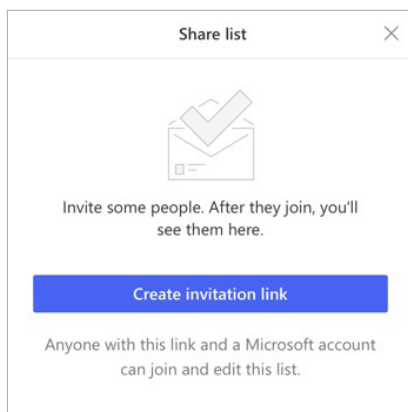 Share list
Invite some people. After they join, you'll
see them here.
Create invitation link
Anyone with this link and a Microsoft account
can join and edit this list.